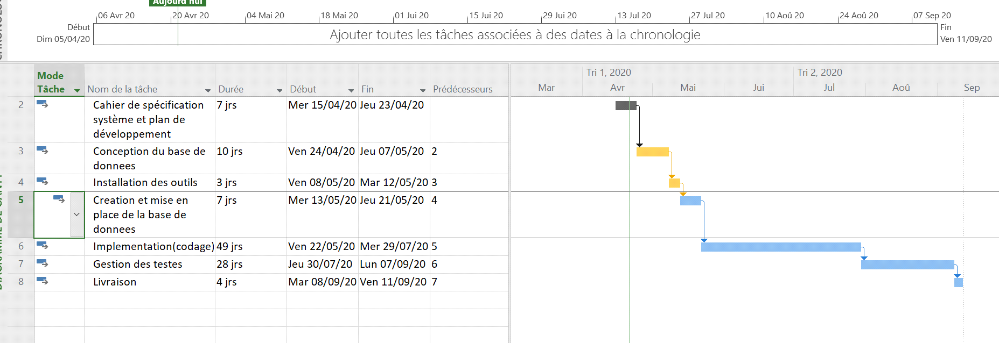 Aujourd'hui
06 Avr 20 20 Avr 20 04 Mai 20 18 Mai 20 01 Jui 20 15 Jui 20 29 Jui 20 13 Jul 20 27 Jul 20 10 Aoû 20 24 Aoû 20 07 Sep 20
Début
Dim 05/04/20
Ajouter toutes les tâches associées à des dates à la chronologie
Fin
Ven 11/09/20
Mode
Tâche Nom de la tâche Durée Début Fin Prédécesseurs
Tri 1, 2020 Tri 2, 2020
Mar Avr Mai Jui Jul Aoû Sep
2 Cahier de spécification 7 jrs Mer 15/04/20 Jeu 23/04/20
système et plan de
développement
3 Conception du base de 10 jrs Ven 24/04/20 Jeu 07/05/20 2
donnees
4 Installation des outils 3 jrs Ven 08/05/20 Mar 12/05/20 3
5 Creation et mise en 7 jrs Mer 13/05/20 Jeu 21/05/20 4
place de la base de
donnees
6 Implementation(codage) 49 jrs Ven 22/05/20 Mer 29/07/20 5
7 Gestion des testes 28 jrs Jeu 30/07/20 Lun 07/09/20 6
8 Livraison 4 jrs Mar 08/09/20 Ven 11/09/20 7